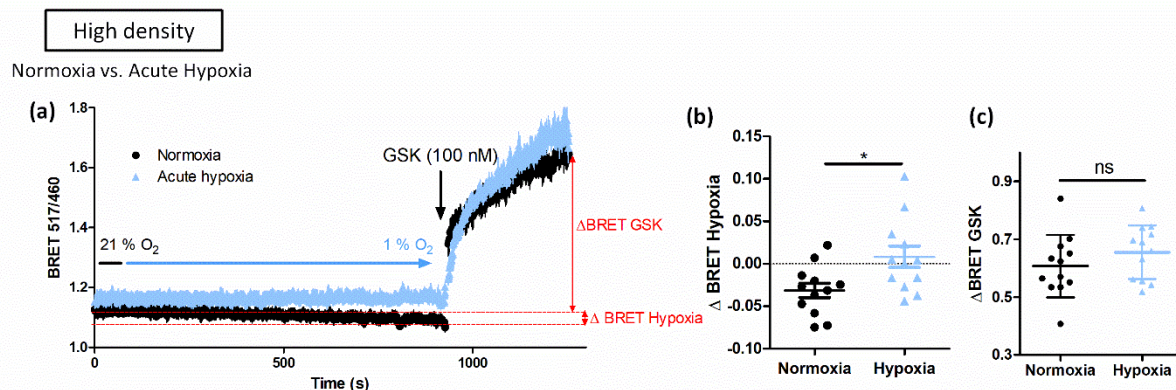 High density
Normoxia vs. Acute Hypoxia
(a)
1.8
1.6
1.4
1.2
1.0
BRET 517/460
Normoxia
Acute hypoxia
GSK (100 nM)
21 % O₂
1 % O₂
ΔBRET GSK
Δ BRET Hypoxia
0
500
1000
Time (s)
(b)
0.15
0.10
0.05
0.00
-0.05
-0.10
Δ BRET Hypoxia
*
Normoxia
Hypoxia
(c)
0.9
0.7
0.5
0.3
ΔBRET GSK
ns
Normoxia
Hypoxia